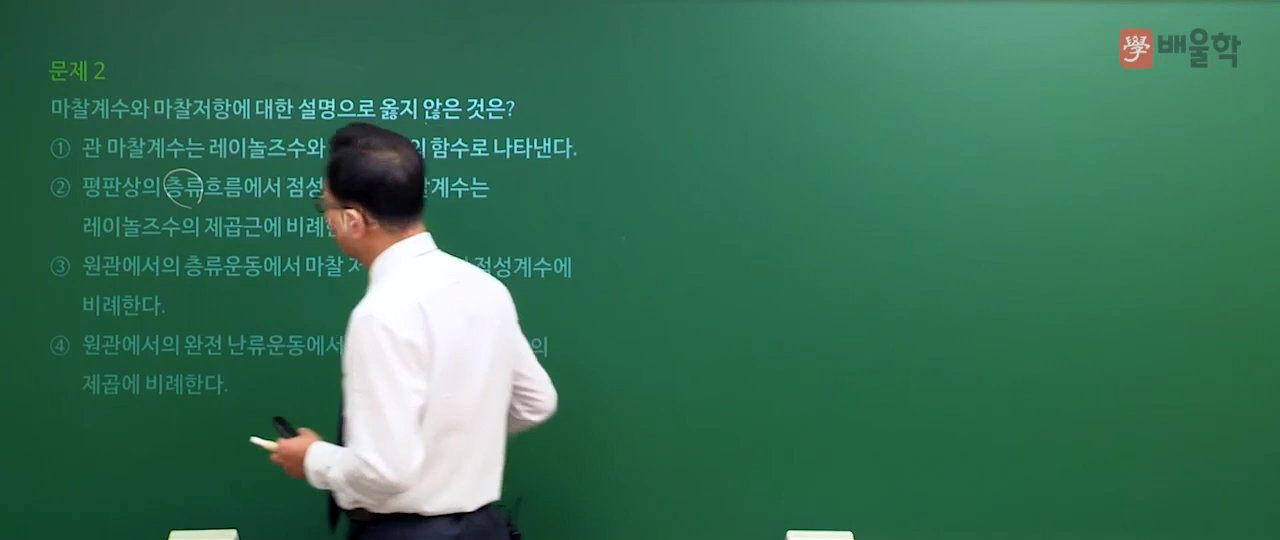 學 배울학
문제 2
마찰계수와 마찰저항에 대한 설명으로 옳지 않은 것은?
① 관 마찰계수는 레이놀즈수와 함수로 나타낸다.
② 평판상의 층류흐름에서 점성 계수는
레이놀즈수의 제곱근에 비례
③ 원관에서의 층류운동에서 마찰 점성계수에
비례한다.
④ 원관에서의 완전 난류운동에서 의
제곱에 비례한다.